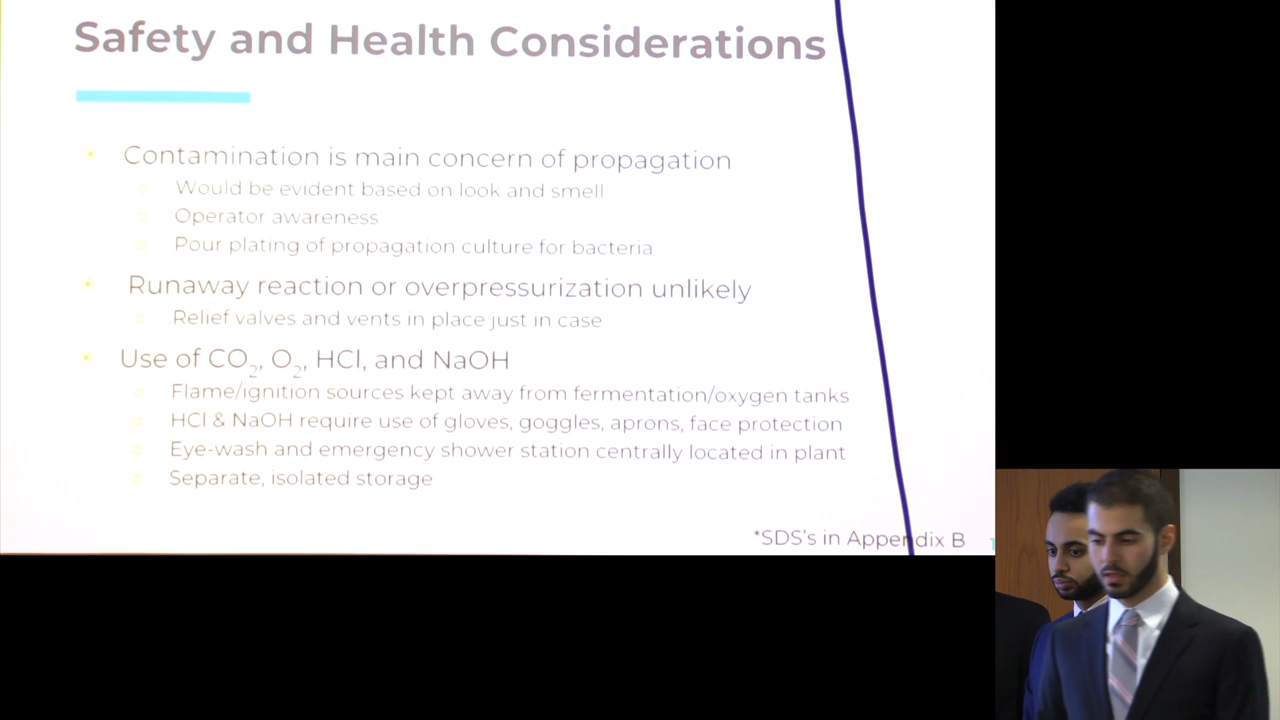 Safety and Health Considerations
Contamination is main concern of propagation
Would be evident based on look and smell
Operator awareness
Pour plating of propagation culture for bacteria
Runaway reaction or overpressurization unlikely
Relief valves and vents in place just in case
Use of CO₂, O₂, HCl, and NaOH
Flame/ignition sources kept away from fermentation/oxygen tanks
HCl & NaOH require use of gloves, goggles, aprons, face protection
Eye-wash and emergency shower station centrally located in plant
Separate, isolated storage
*SDS's in Appendix B